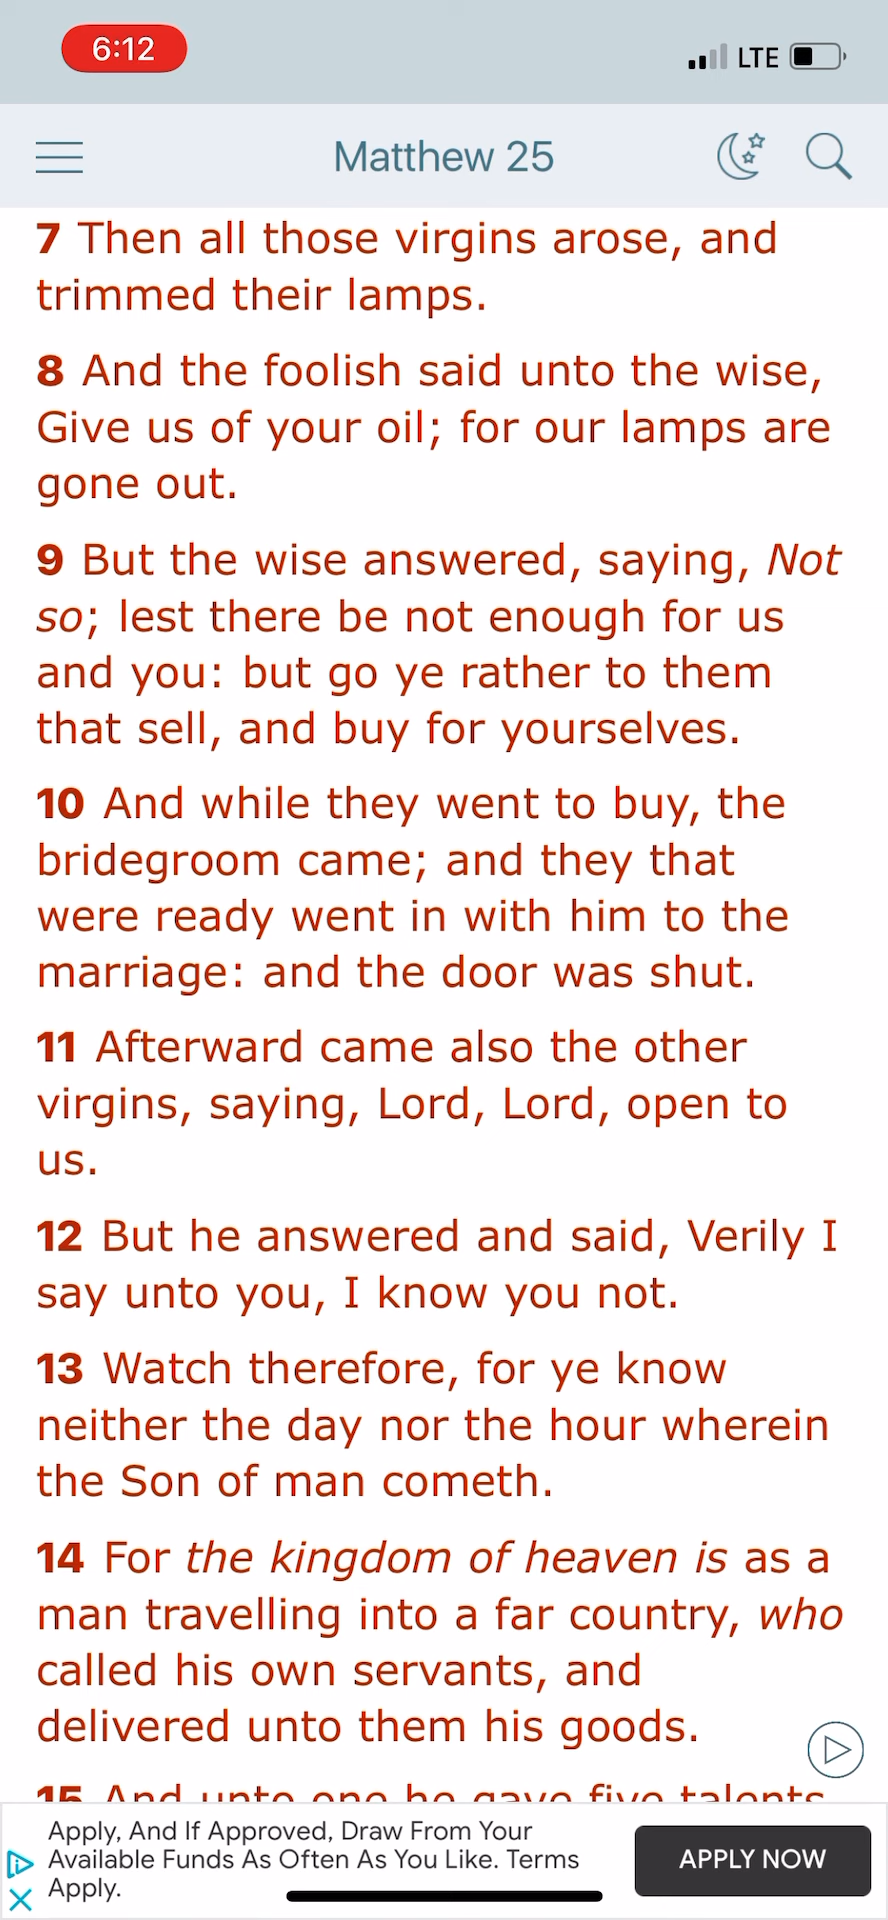 6:12
LTE
Matthew 25
7 Then all those virgins arose, and
trimmed their lamps.
8 And the foolish said unto the wise,
Give us of your oil; for our lamps are
gone out.
9 But the wise answered, saying, Not
so; lest there be not enough for us
and you: but go ye rather to them
that sell, and buy for yourselves.
10 And while they went to buy, the
bridegroom came; and they that
were ready went in with him to the
marriage: and the door was shut.
11 Afterward came also the other
virgins, saying, Lord, Lord, open to
us.
12 But he answered and said, Verily I
say unto you, I know you not.
13 Watch therefore, for ye know
neither the day nor the hour wherein
the Son of man cometh.
14 For the kingdom of heaven is as a
man travelling into a far country, who
called his own servants, and
delivered unto them his goods.
15 And unto one he gave five talents
Apply, And If Approved, Draw From Your
Available Funds As Often As You Like. Terms
Apply.
APPLY NOW